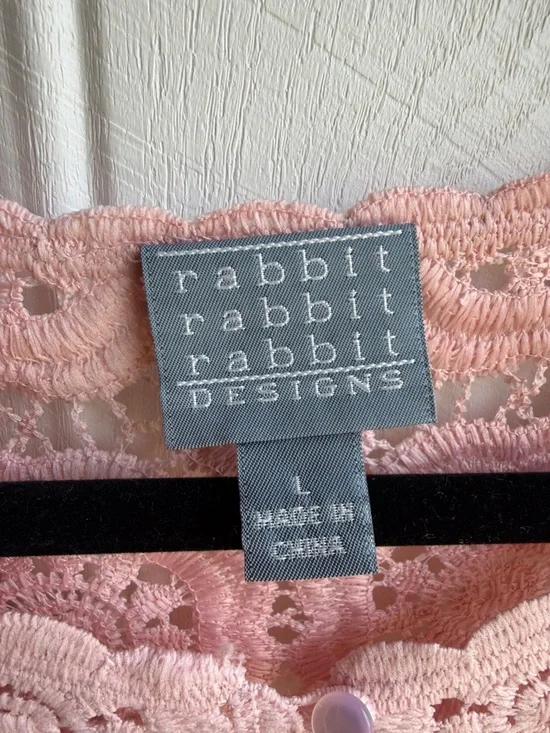 rabbit
rabbit
rabbit
DESIGNS
L
MADE IN
CHINA